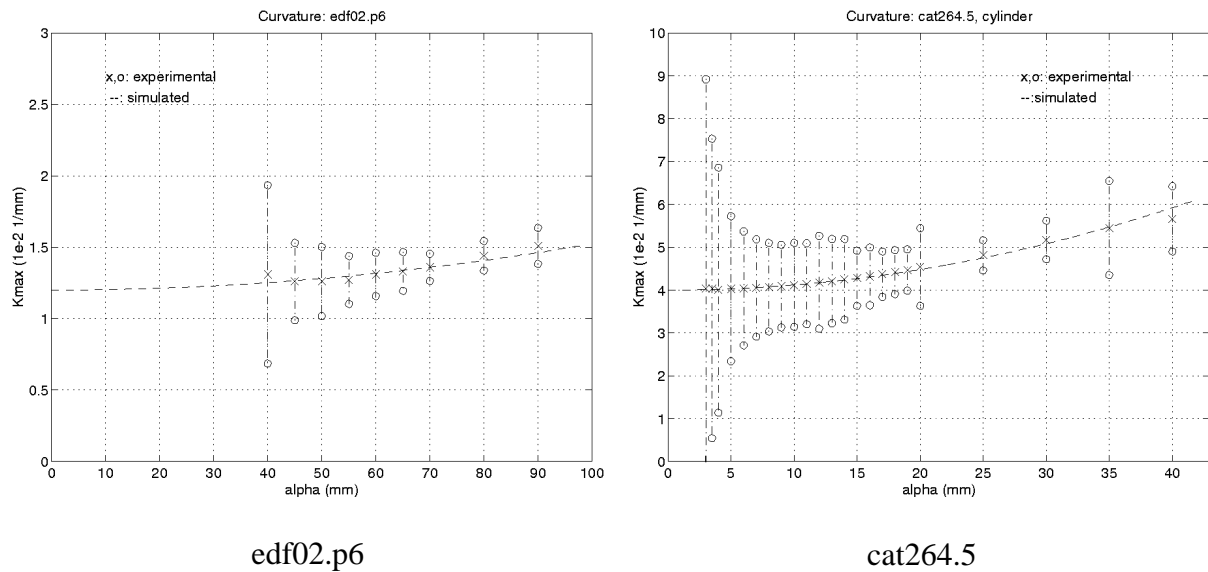 Curvature: edf02.p6
3
2.5
2
1.5
1
0.5
0
x,o: experimental
--: simulated
Kmax (1e-2 1/mm)
0 10 20 30 40 50 60 70 80 90 100
alpha (mm)
edf02.p6
Curvature: cat264.5, cylinder
10
9
8
7
6
5
4
3
2
1
0
x,o: experimental
--:simulated
Kmax (1e-2 1/mm)
0 5 10 15 20 25 30 35 40
alpha (mm)
cat264.5